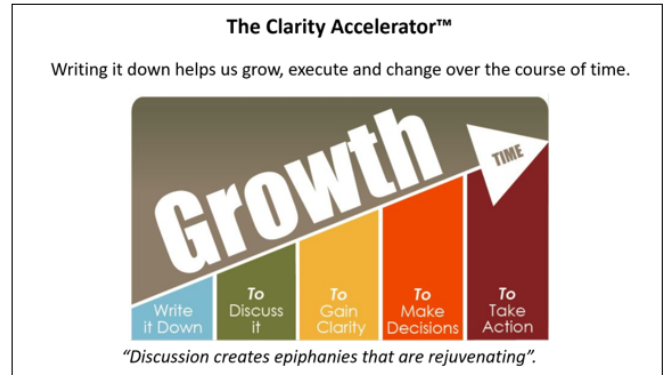 The Clarity Accelerator™
Writing it down helps us grow, execute and change over the course of time.
Growth
TIME
Write
it Down
To
Discuss
it
To
Gain
Clarity
To
Make
Decisions
To
Take
Action
“Discussion creates epiphanies that are rejuvenating”.